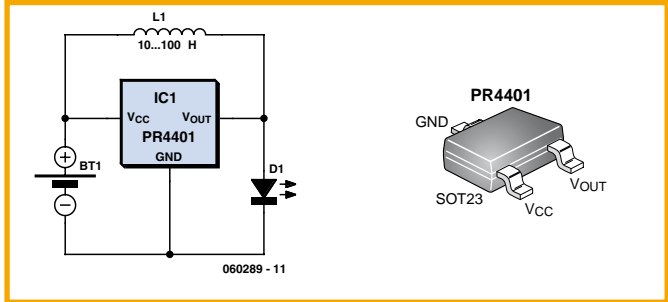 L1
10...100 H
IC1
VCC VOUT
PR4401
GND
BT1
D1
060289 - 11
PR4401
GND
SOT23
VOUT
VCC